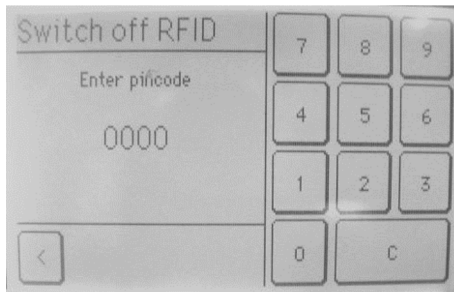 Switch off RFID
Enter pincode
0000
7 8 9
4 5 6
1 2 3
0 C
<